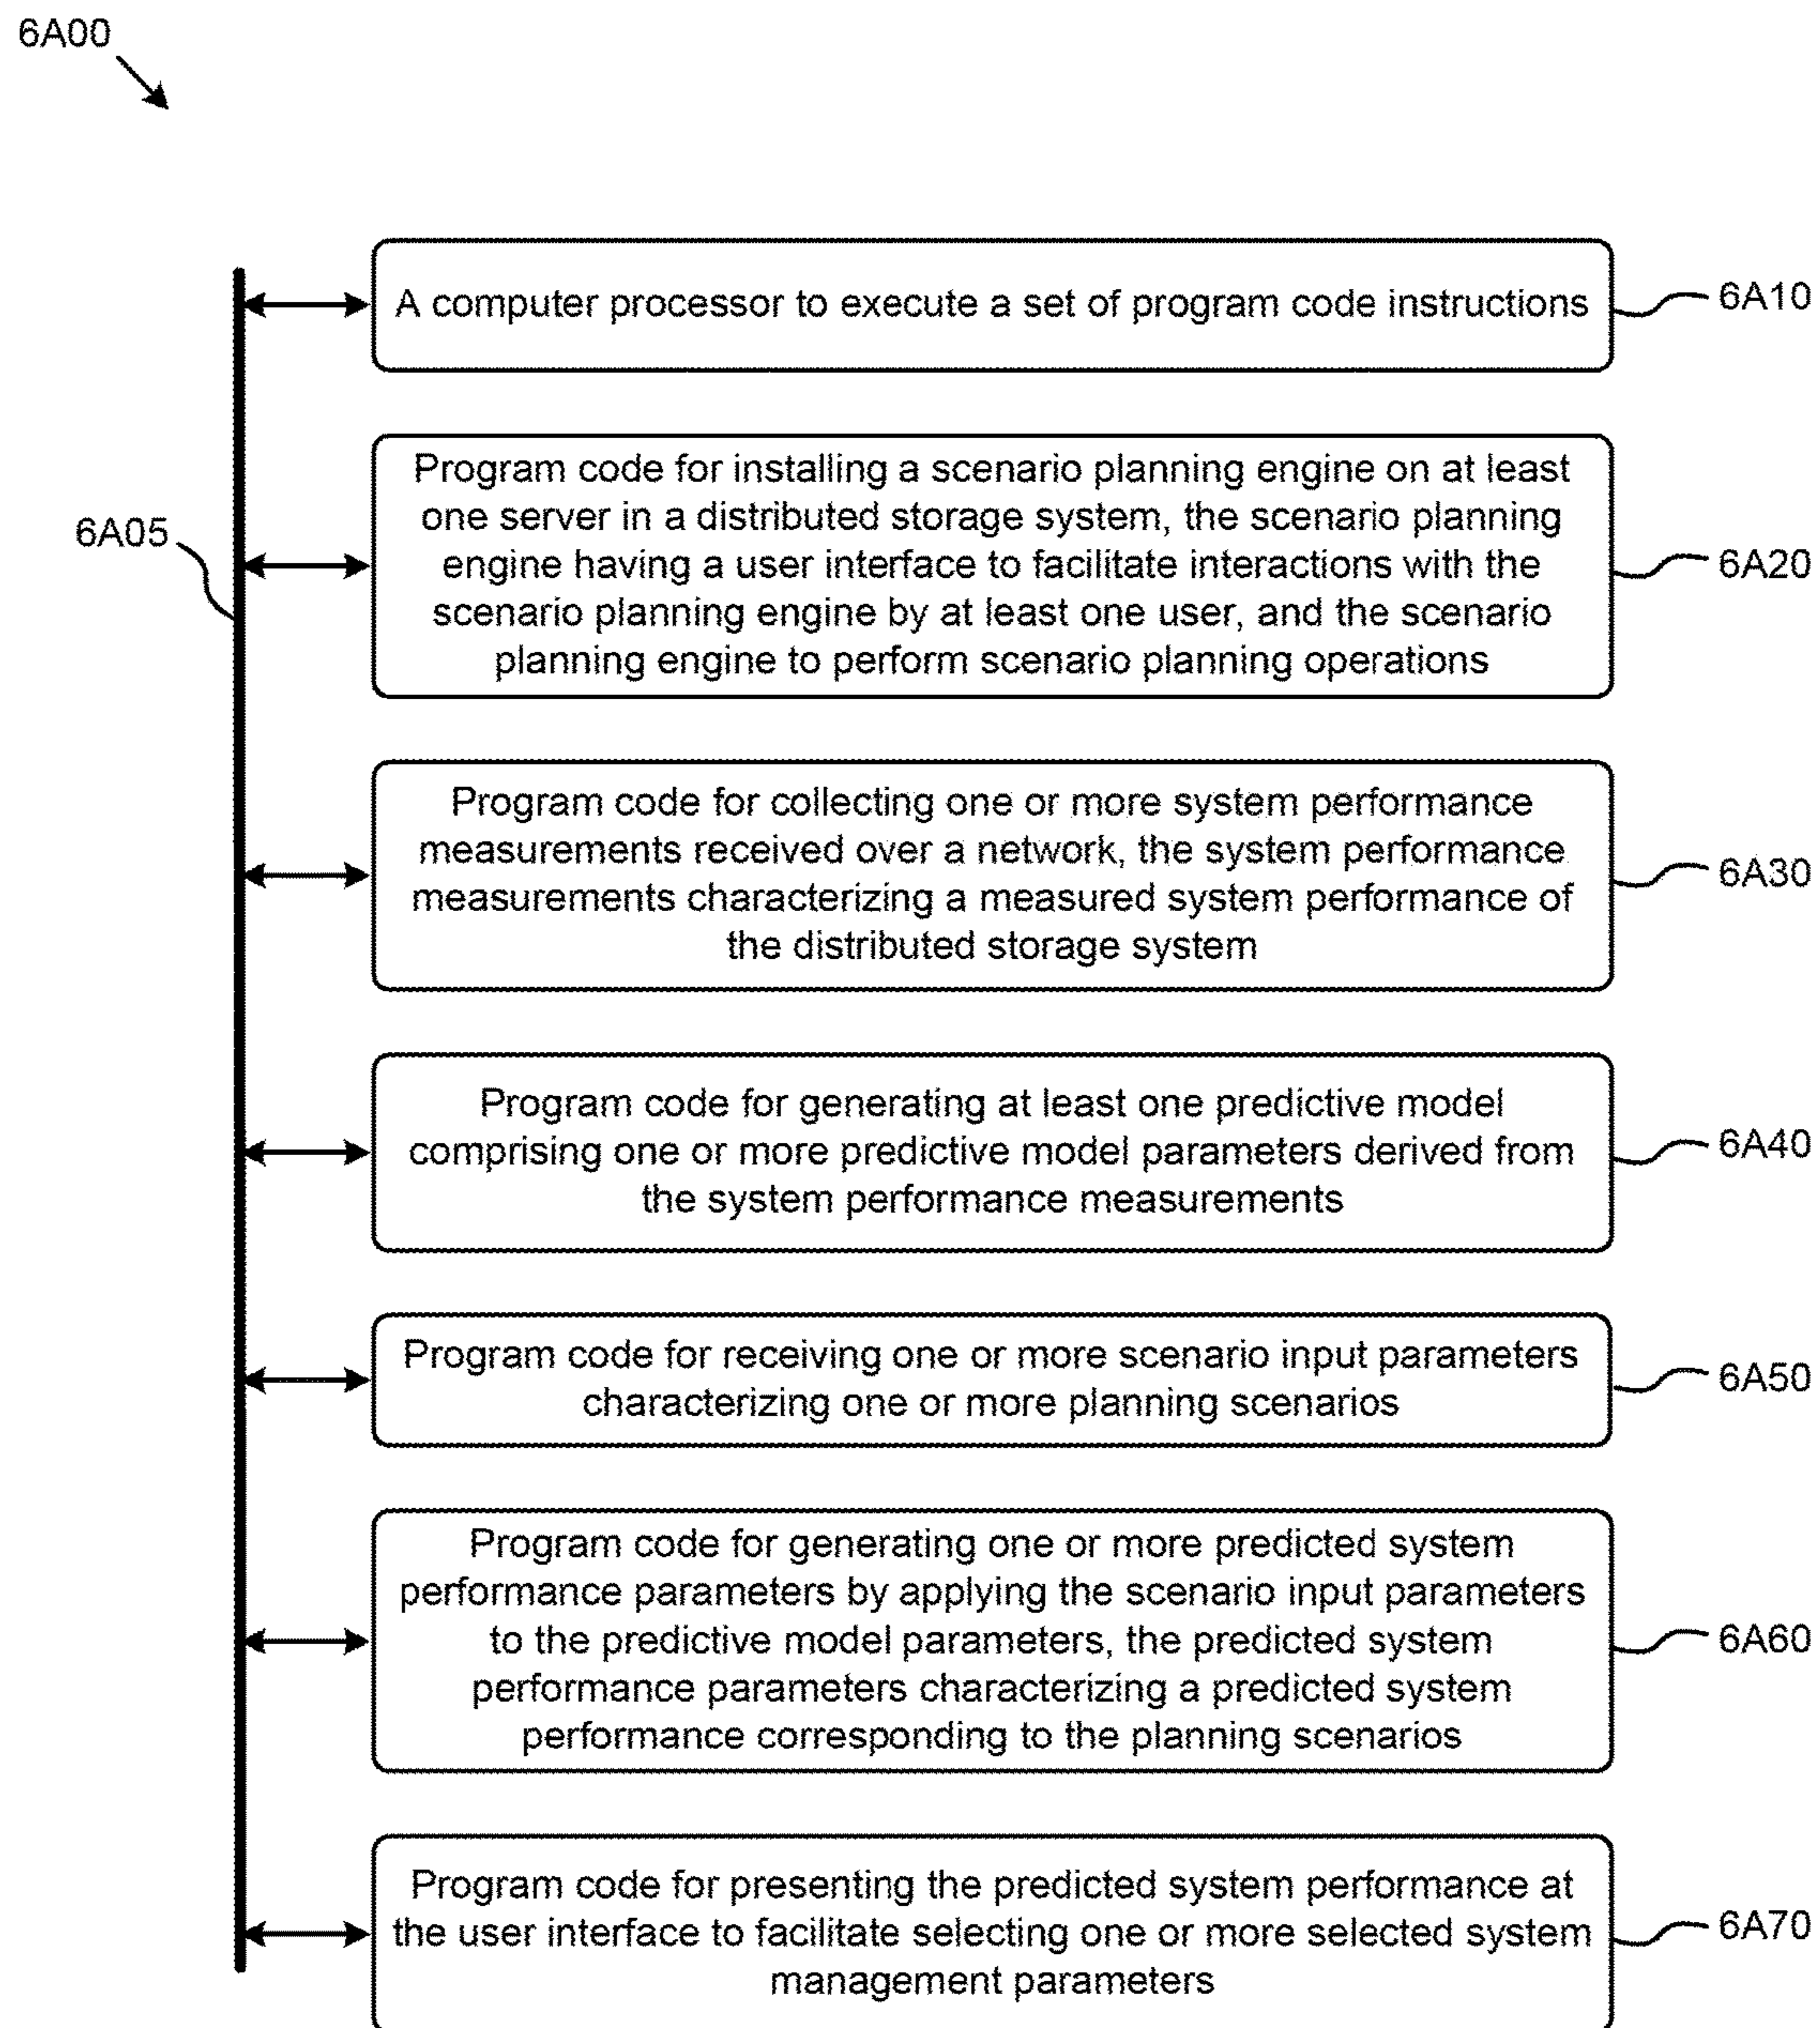 6A00
A computer processor to execute a set of program code instructions
6A10
Program code for installing a scenario planning engine on at least
one server in a distributed storage system, the scenario planning
engine having a user interface to facilitate interactions with the
scenario planning engine by at least one user, and the scenario
planning engine to perform scenario planning operations
6A05
6A20
Program code for collecting one or more system performance
measurements received over a network, the system performance
measurements characterizing a measured system performance of
the distributed storage system
6A30
Program code for generating at least one predictive model
comprising one or more predictive model parameters derived from
the system performance measurements
6A40
Program code for receiving one or more scenario input parameters
characterizing one or more planning scenarios
6A50
Program code for generating one or more predicted system
performance parameters by applying the scenario input parameters
to the predictive model parameters, the predicted system
performance parameters characterizing a predicted system
performance corresponding to the planning scenarios
6A60
Program code for presenting the predicted system performance at
the user interface to facilitate selecting one or more selected system
management parameters
6A70